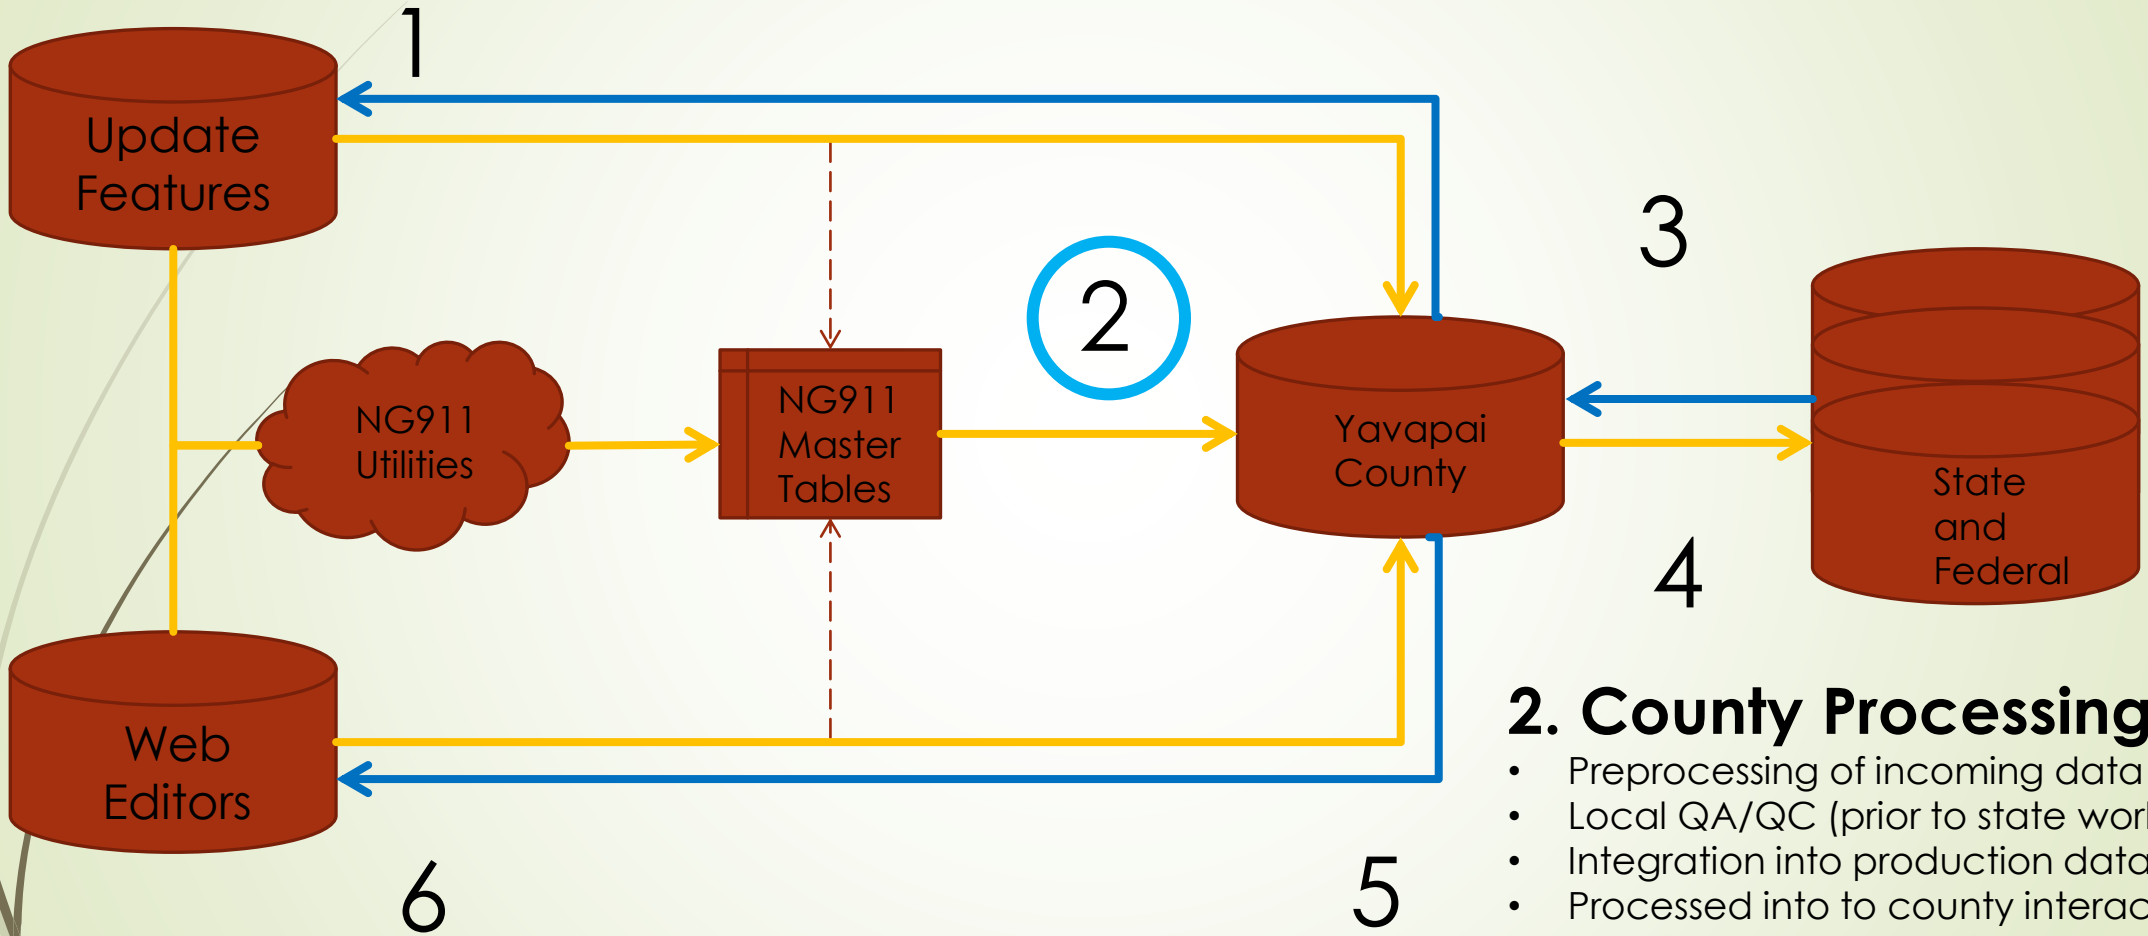 1
Update
Features
2
3
NG911
Utilities
NG911
Master
Tables
Yavapai
County
State
and
Federal
4
Web
Editors
6
5
2. County Processing
• Preprocessing of incoming data
• Local QA/QC (prior to state
• Integration into production data
• Processed into to county